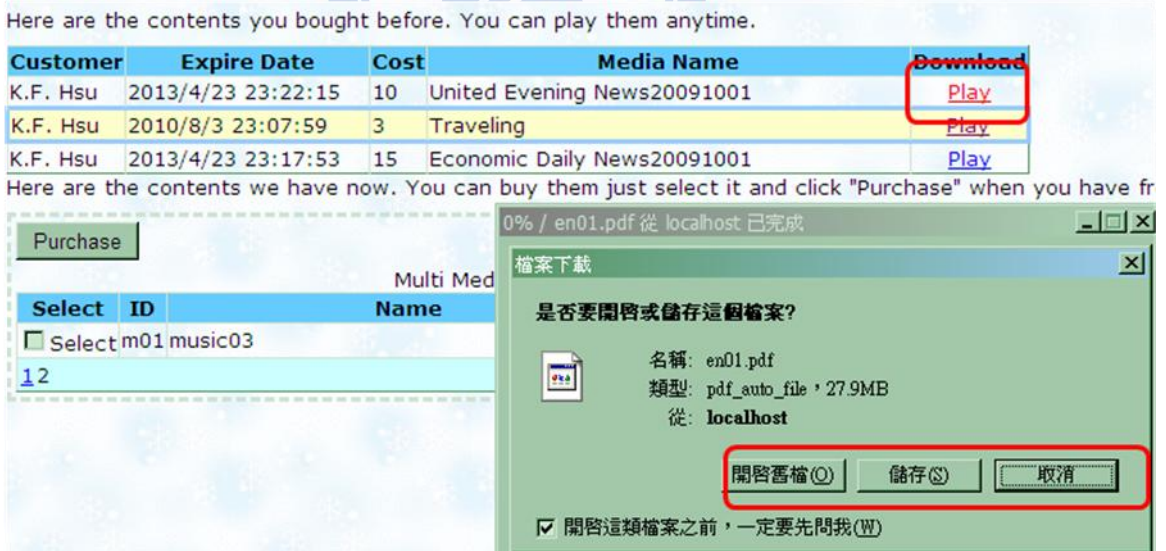 Here are the contents you bought before. You can play them anytime.
Customer Expire Date Cost Media Name Download
K.F. Hsu 2013/4/23 23:22:15 10 United Evening News20091001 Play
K.F. Hsu 2010/8/3 23:07:59 3 Traveling Play
K.F. Hsu 2013/4/23 23:17:53 15 Economic Daily News20091001 Play
Here are the contents we have now. You can buy them just select it and click "Purchase" when you have fr
Purchase
Multi Med
Select ID Name
Select m01 music03
12
0% / en01.pdf 從 localhost 已完成
檔案下載
是否要開啟或儲存這個檔案?
名稱: en01.pdf
類型: pdf_auto_file，27.9MB
從: localhost
開啟舊檔(O) 儲存(S) 取消
開啟這類檔案之前，一定要先問我(W)